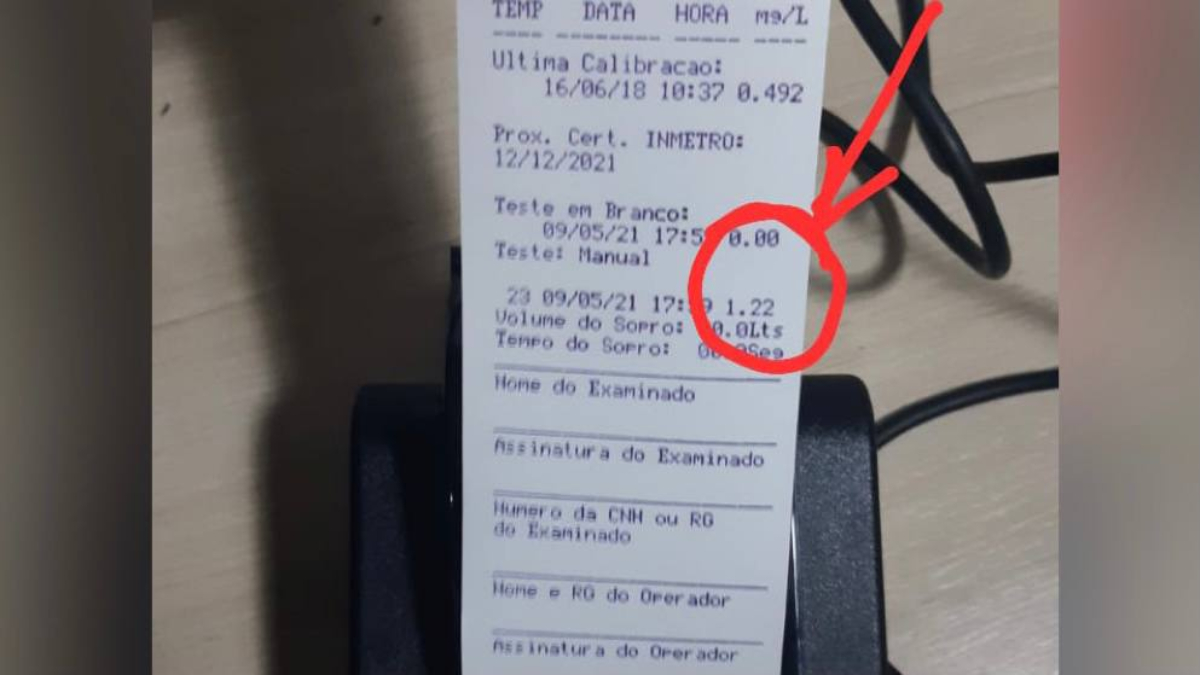 TEMP DATA HORA mg/L
---- -------- ----- ----
Ultima Calibracao:
16/06/18 10:37 0.492
Prox. Cert. INMETRO:
12/12/2021
Teste em Branco:
09/05/21 0.00
Teste: Manual
23 09/05/21 1.22
Volume do Sopro:
Tempo do Sopro:
Nome do Examinado
Assinatura do Examinado
Numero da CNH ou RG
do Examinado
Nome e RG do Operador
Assinatura do Operador